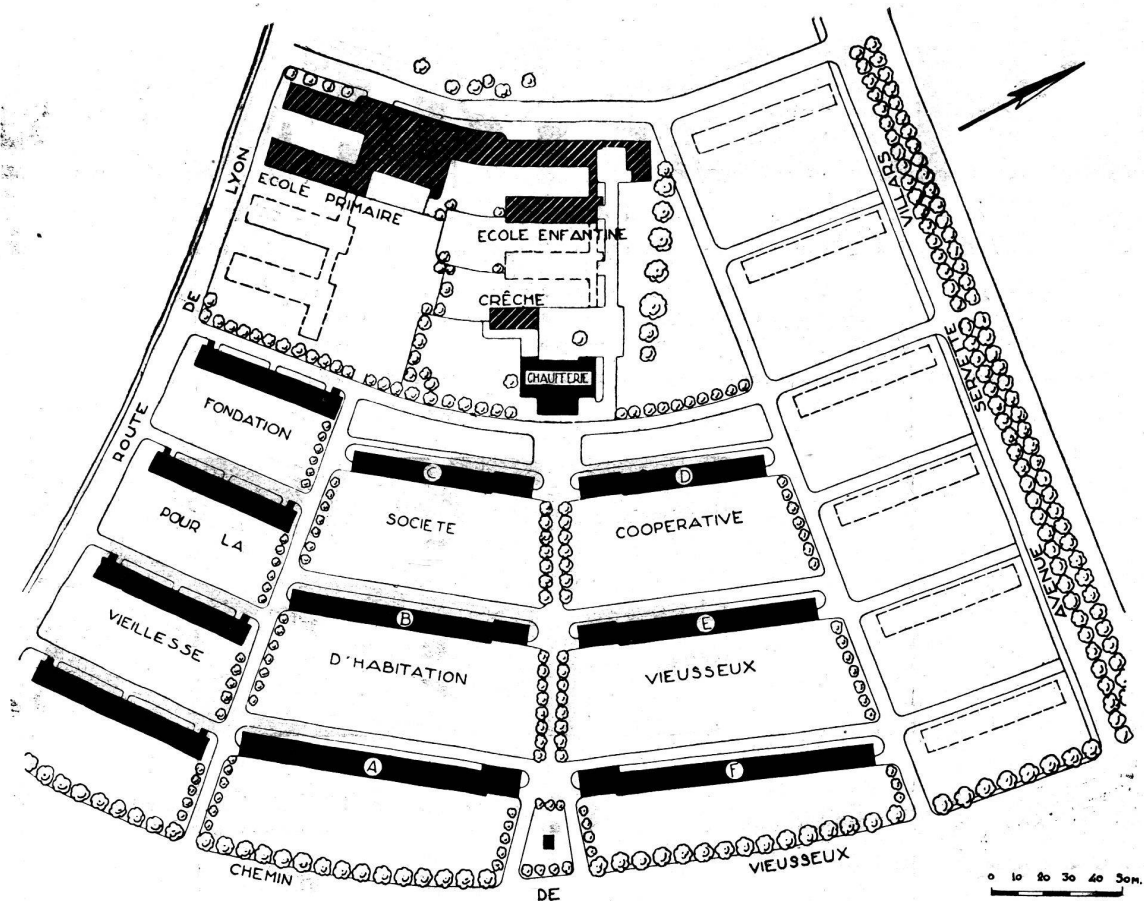 ROUTE DE LYON
ECOLE PRIMAIRE
ECOLE ENFANTINE
CRÊCHE
CHAUFFERIE
AVENUE SERVETTE VILLARS
FONDATION
POUR LA
VIEILLESSE
C
D
SOCIETE
COOPERATIVE
B
E
D'HABITATION
VIEUSSEUX
A
F
CHEMIN DE VIEUSSEUX
0 10 20 30 40 50M.